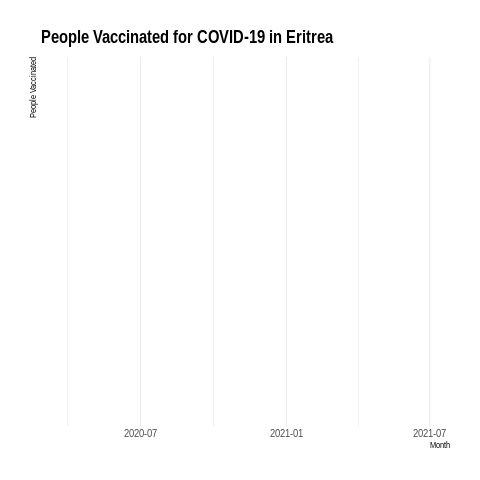 People Vaccinated for COVID-19 in Eritrea
People Vaccinated
2020-07
2021-01
2021-07
Month